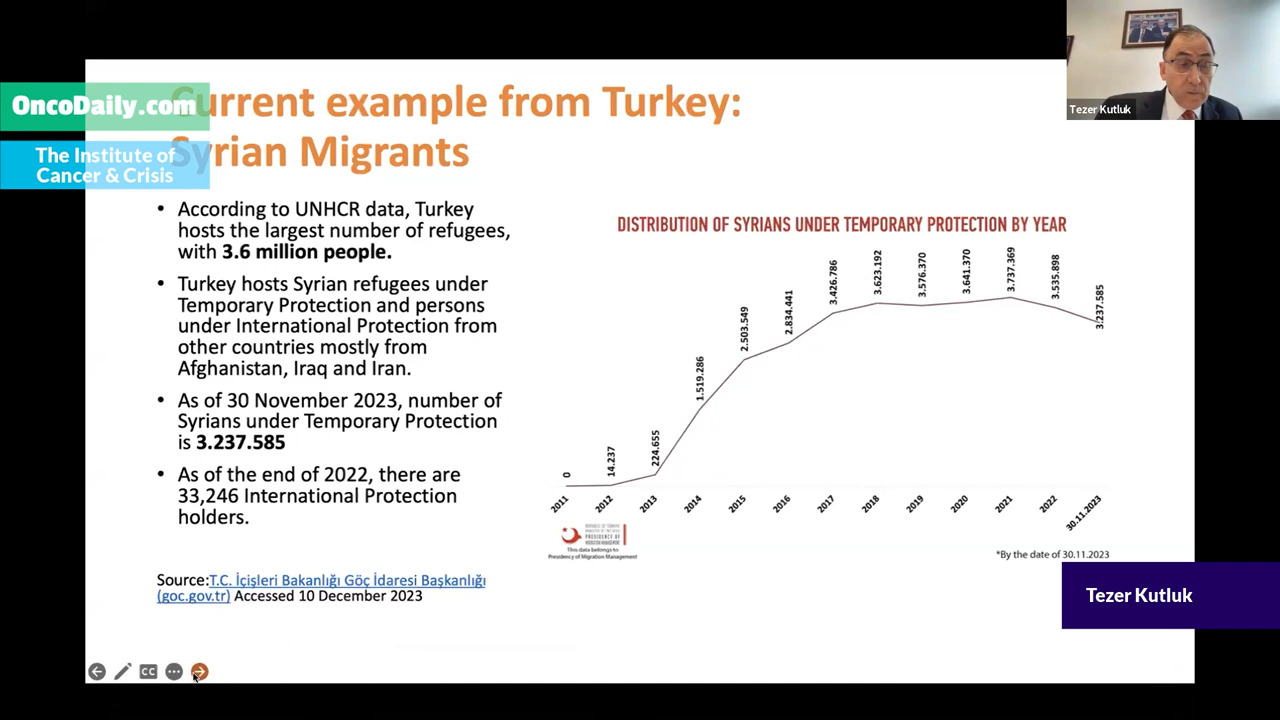 OncoDaily.com
The Institute of
Cancer & Crisis
Current example from Turkey:
Syrian Migrants
Tezer Kutluk
• According to UNHCR data, Turkey
hosts the largest number of refugees,
with 3.6 million people.
• Turkey hosts Syrian refugees under
Temporary Protection and persons
under International Protection from
other countries mostly from
Afghanistan, Iraq and Iran.
• As of 30 November 2023, number of
Syrians under Temporary Protection
is 3.237.585
• As of the end of 2022, there are
33,246 International Protection
holders.
Source:T.C. İçişleri Bakanlığı Göç İdaresi Başkanlığı
(goc.gov.tr) Accessed 10 December 2023
DISTRIBUTION OF SYRIANS UNDER TEMPORARY PROTECTION BY YEAR
0
14.237
224.655
1.519.286
2.503.549
2.834.441
3.426.786
3.623.192
3.576.370
3.641.370
3.737.369
3.535.898
3.237.585
2011
2012
2013
2014
2015
2016
2017
2018
2019
2020
2021
2022
30.11.2023
PRESIDENCY OF
MIGRATION MANAGEMENT
This data belongs to
Presidency of Migration Management
*By the date of 30.11.2023
Tezer Kutluk
CC